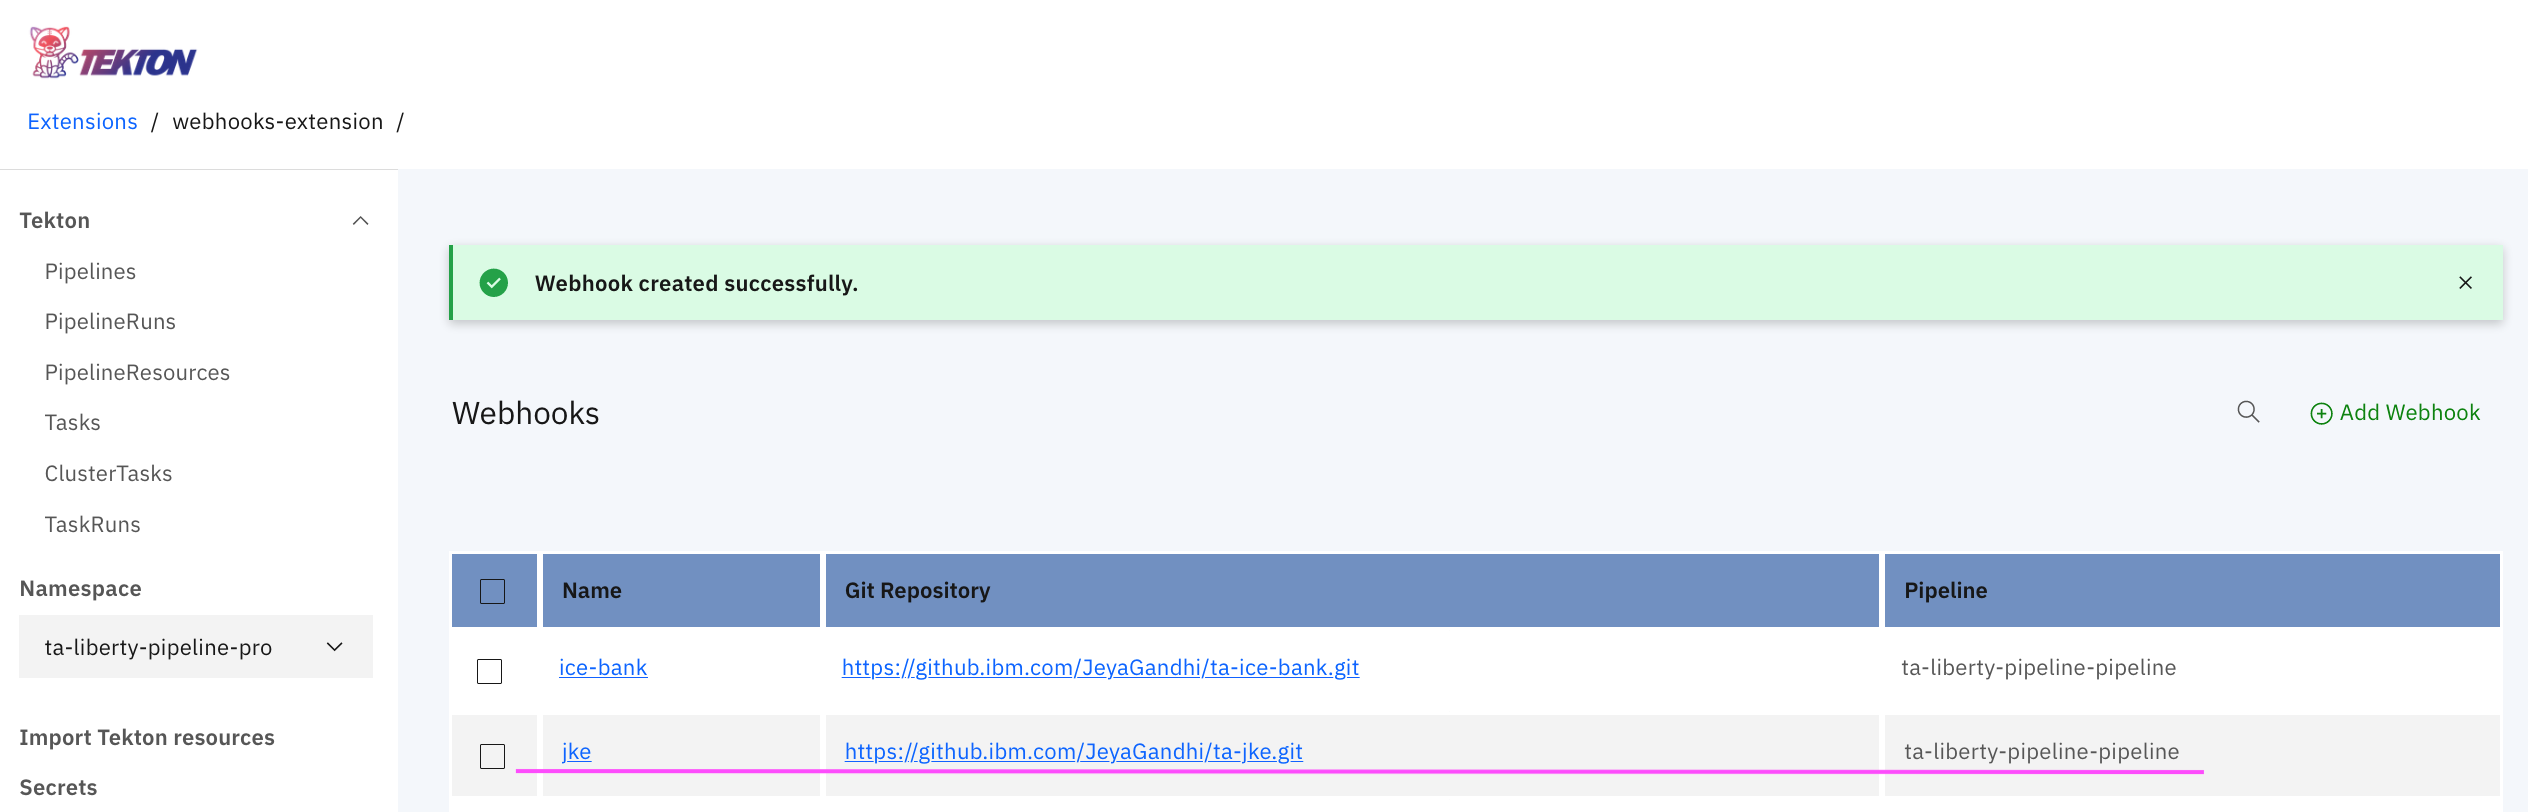 TEKTON
Extensions / webhooks-extension /
Tekton
Pipelines
PipelineRuns
PipelineResources
Tasks
ClusterTasks
TaskRuns
Namespace
ta-liberty-pipeline-pro
Import Tekton resources
Secrets
Webhook created successfully.
Webhooks
Add Webhook
Name Git Repository Pipeline
ice-bank https://github.ibm.com/JeyaGandhi/ta-ice-bank.git ta-liberty-pipeline-pipeline
jke https://github.ibm.com/JeyaGandhi/ta-jke.git ta-liberty-pipeline-pipeline